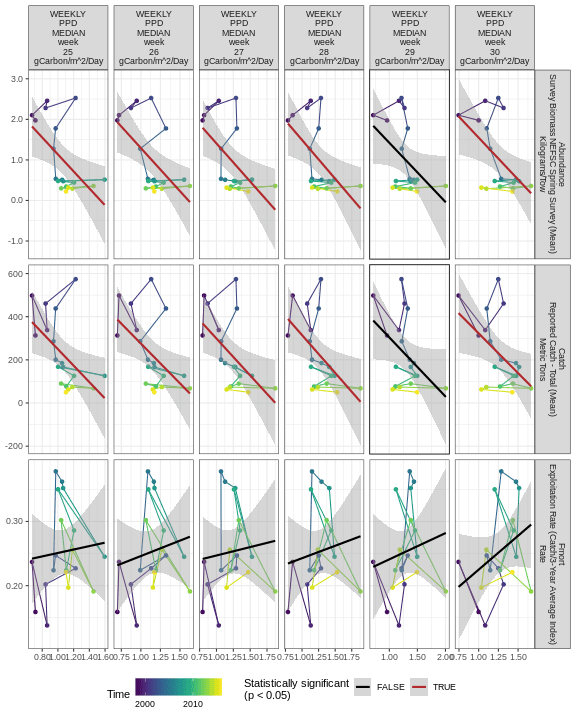 WEEKLY
PPD
MEDIAN
week
25
gCarbon/m^2/Day
WEEKLY
PPD
MEDIAN
week
26
gCarbon/m^2/Day
WEEKLY
PPD
MEDIAN
week
27
gCarbon/m^2/Day
WEEKLY
PPD
MEDIAN
week
28
gCarbon/m^2/Day
WEEKLY
PPD
MEDIAN
week
29
gCarbon/m^2/Day
WEEKLY
PPD
MEDIAN
week
30
gCarbon/m^2/Day
3.0
2.0
1.0
0.0
-1.0
Abundance
Survey Biomass NEFSC Spring Survey (Mean)
Kilograms/Tow
600
400
200
0
-200
Catch
Reported Catch - Total (Mean)
Metric Tons
0.30
0.20
Fmort
Exploitation Rate (Catch/3-Year Average Index)
Rate
0.80 1.00 1.20 1.40 1.60
0.75 1.00 1.25 1.50
0.75 1.00 1.25 1.50 1.75
0.75 1.00 1.25 1.50 1.75
1.00 1.50 2.00
0.75 1.00 1.25 1.50
Time
2000 2010
Statistically significant
(p < 0.05)
FALSE
TRUE